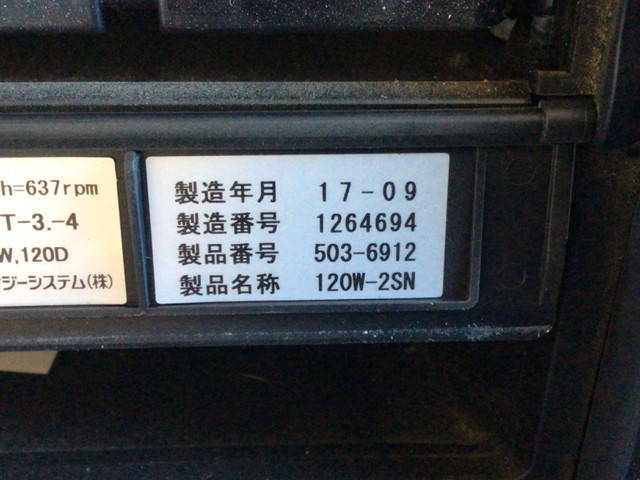 h=637rpm
T-3.-4
W,120D
ジーシステム(株)
製造年月 17-09
製造番号 1264694
製品番号 503-6912
製品名称 120W-2SN